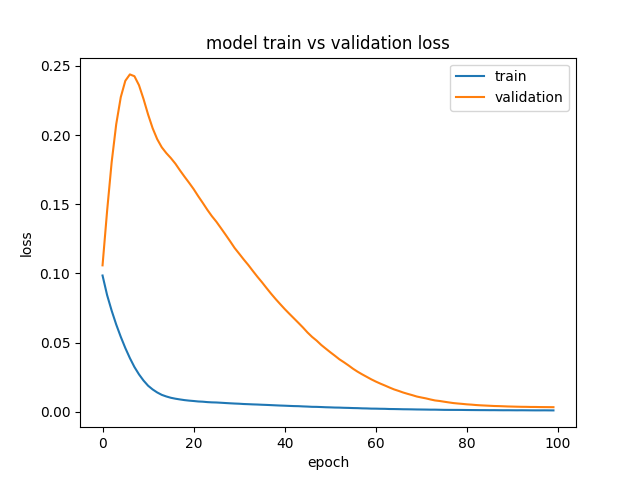 model train vs validation loss
train
validation
loss
0.25
0.20
0.15
0.10
0.05
0.00
0 20 40 60 80 100
epoch